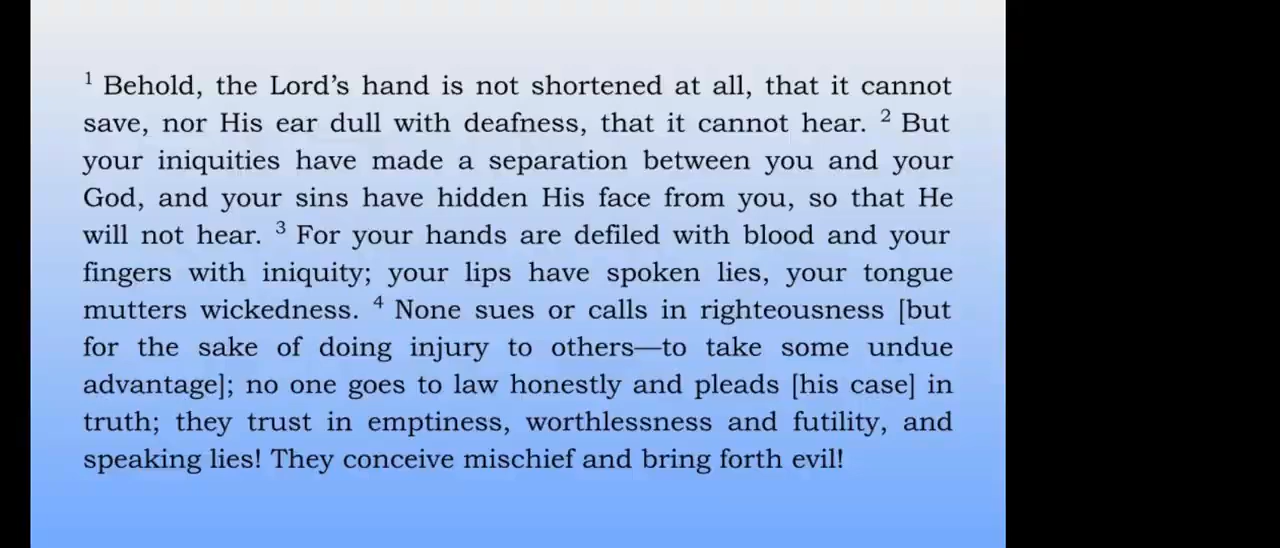 ¹ Behold, the Lord’s hand is not shortened at all, that it cannot
save, nor His ear dull with deafness, that it cannot hear. ² But
your iniquities have made a separation between you and your
God, and your sins have hidden His face from you, so that He
will not hear. ³ For your hands are defiled with blood and your
fingers with iniquity; your lips have spoken lies, your tongue
mutters wickedness. ⁴ None sues or calls in righteousness [but
for the sake of doing injury to others—to take some undue
advantage]; no one goes to law honestly and pleads [his case] in
truth; they trust in emptiness, worthlessness and futility, and
speaking lies! They conceive mischief and bring forth evil!